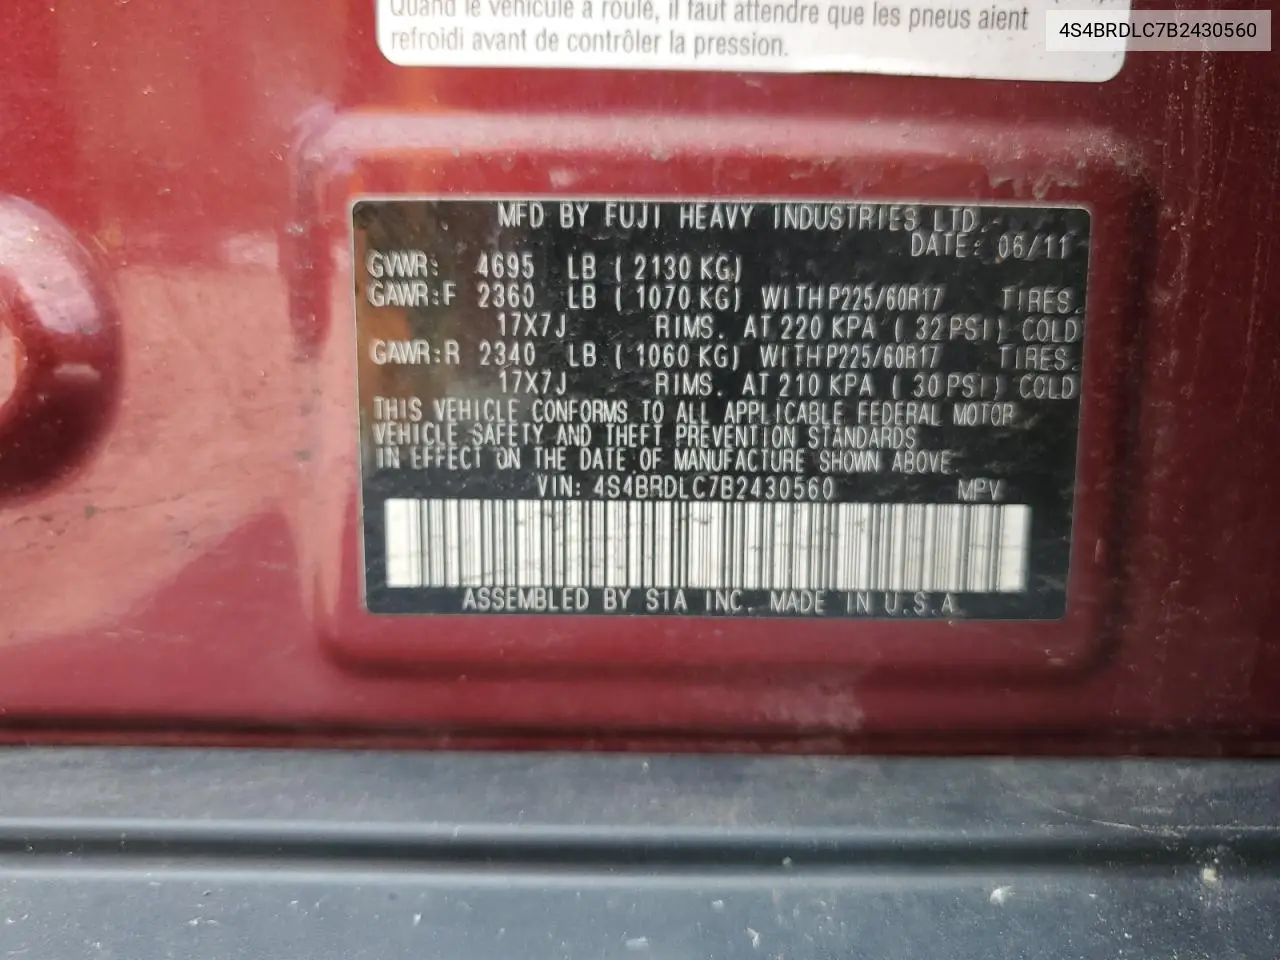 Quand le véhicule a roulé, il faut attendre que les pneus aient
refroidi avant de contrôler la pression.
4S4BRDLC7B2430560
MFD BY FUJI HEAVY INDUSTRIES LTD.
DATE: 06/11
GVWR: 4695 LB ( 2130 KG)
GAWR:F 2360 LB ( 1070 KG) WITH P225/60R17 TIRES.
17X7J RIMS. AT 220 KPA ( 32 PSI) COLD
GAWR:R 2340 LB ( 1060 KG) WITH P225/60R17 TIRES.
17X7J RIMS. AT 210 KPA ( 30 PSI) COLD
THIS VEHICLE CONFORMS TO ALL APPLICABLE FEDERAL MOTOR
VEHICLE SAFETY AND THEFT PREVENTION STANDARDS
IN EFFECT ON THE DATE OF MANUFACTURE SHOWN ABOVE
VIN: 4S4BRDLC7B2430560 MPV
ASSEMBLED BY SIA INC. MADE IN U.S.A.